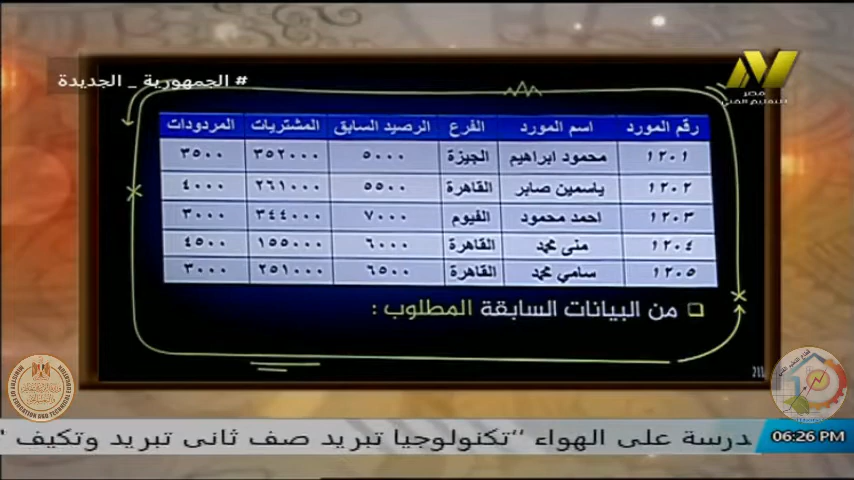 # الجمهورية _ الجديدة
مصر
التعليم الفني
رقم المورد اسم المورد الفرع الرصيد السابق المشتريات المردودات
١٢٠١ محمود ابراهيم الجيزة ٥٠٠٠ ٣٥٢٠٠٠ ٣٥٠٠
١٢٠٢ ياسمين صابر القاهرة ٥٥٠٠ ٢٦١٠٠٠ ٤٠٠٠
١٢٠٣ احمد محمود الفيوم ٧٠٠٠ ٣٤٤٠٠٠ ٣٠٠٠
١٢٠٤ منى محمد القاهرة ٦٠٠٠ ١٥٥٠٠٠ ٤٥٠٠
١٢٠٥ سامي محمد القاهرة ٦٥٠٠ ٢٥١٠٠٠ ٣٠٠٠
من البيانات السابقة المطلوب :
06:26 PM
درسة على الهواء "تكنولوجيا تبريد صف ثانى تبريد وتكيف "